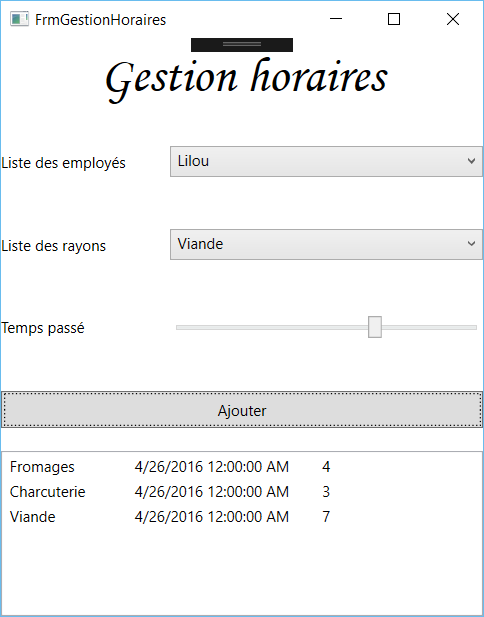 FrmGestionHoraires
Gestion horaires
Liste des employés Lilou
Liste des rayons Viande
Temps passé
Ajouter
Fromages 4/26/2016 12:00:00 AM 4
Charcuterie 4/26/2016 12:00:00 AM 3
Viande 4/26/2016 12:00:00 AM 7